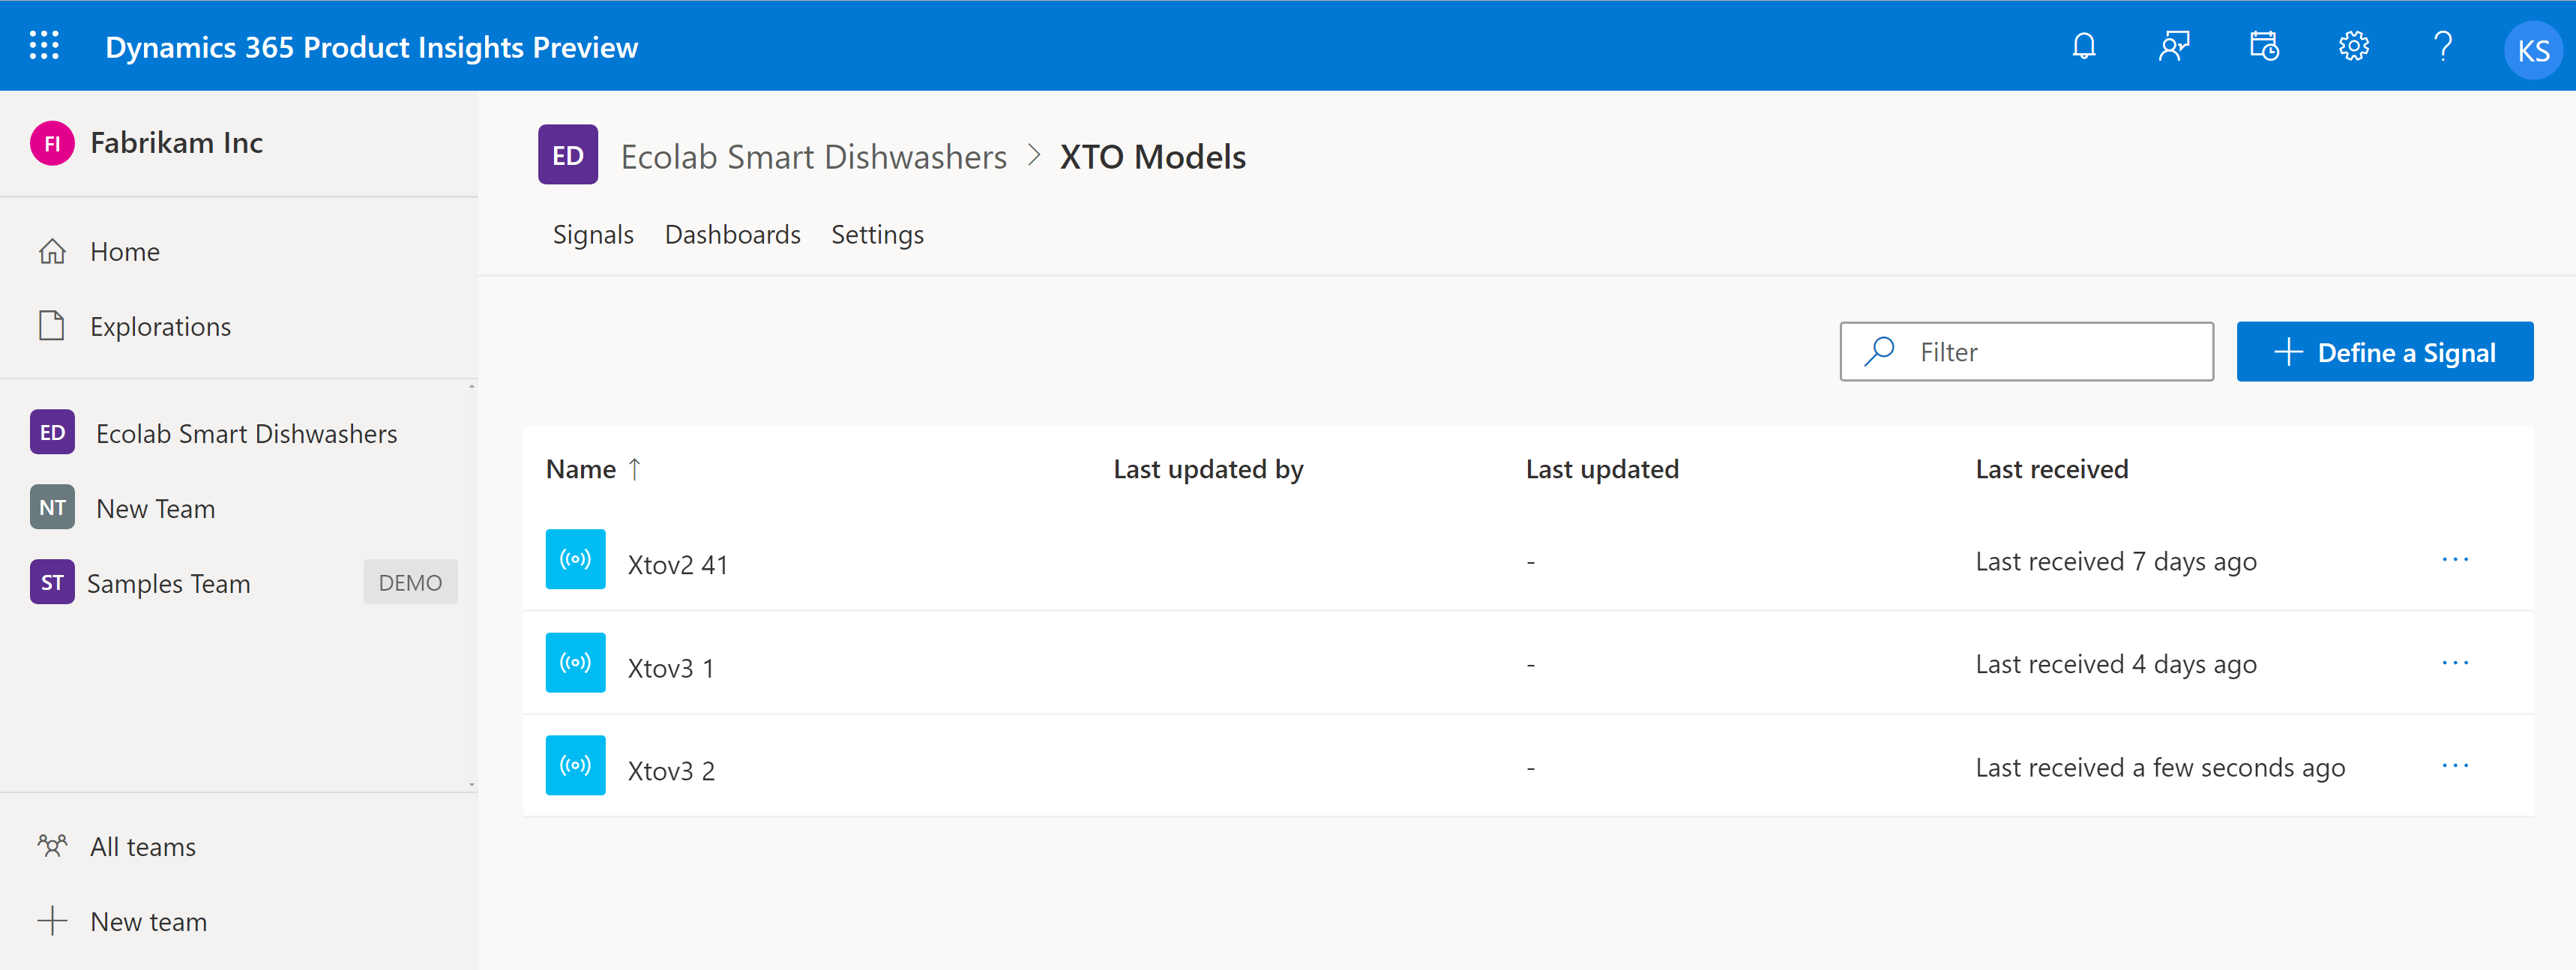 Dynamics 365 Product Insights Preview
KS
FI Fabrikam Inc
Home
Explorations
ED Ecolab Smart Dishwashers
NT New Team
ST Samples Team DEMO
All teams
New team
ED Ecolab Smart Dishwashers > XTO Models
Signals Dashboards Settings
Filter
+ Define a Signal
Name ↑ Last updated by Last updated Last received
Xtov2 41 - Last received 7 days ago ...
Xtov3 1 - Last received 4 days ago ...
Xtov3 2 - Last received a few seconds ago ...